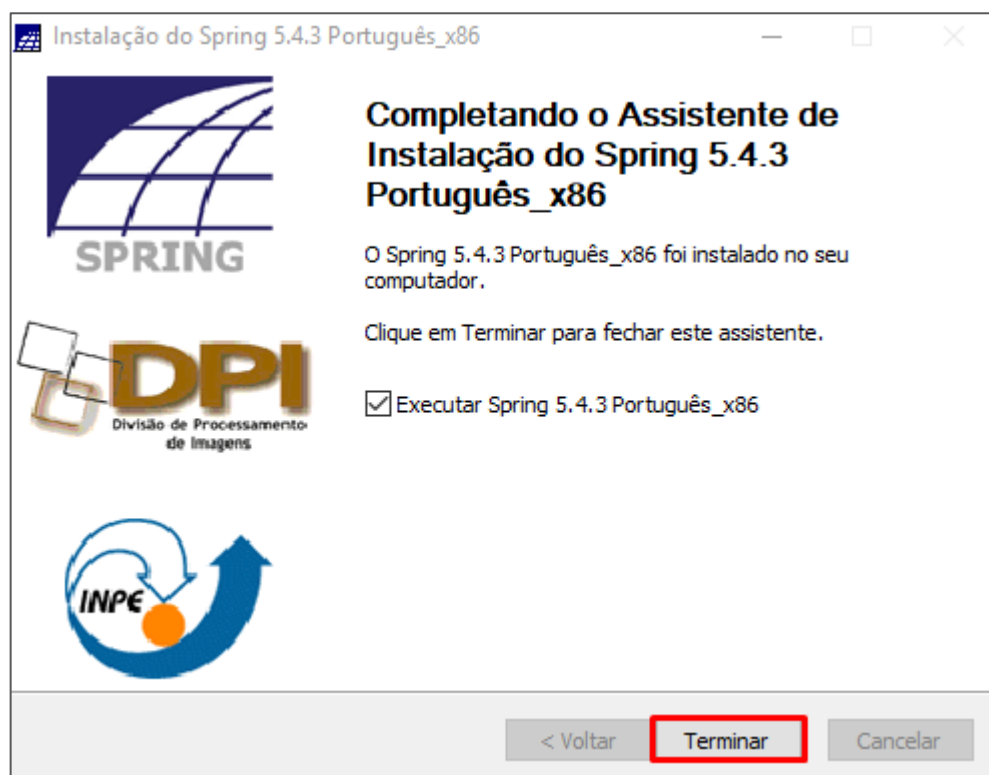 Instalação do Spring 5.4.3 Português_x86
SPRING
Completando o Assistente de
Instalação do Spring 5.4.3
Português_x86
O Spring 5.4.3 Português_x86 foi instalado no seu
computador.
Clique em Terminar para fechar este assistente.
Executar Spring 5.4.3 Português_x86
DPI
Divisão de Processamento
de Imagens
INPE
< Voltar
Terminar
Cancelar